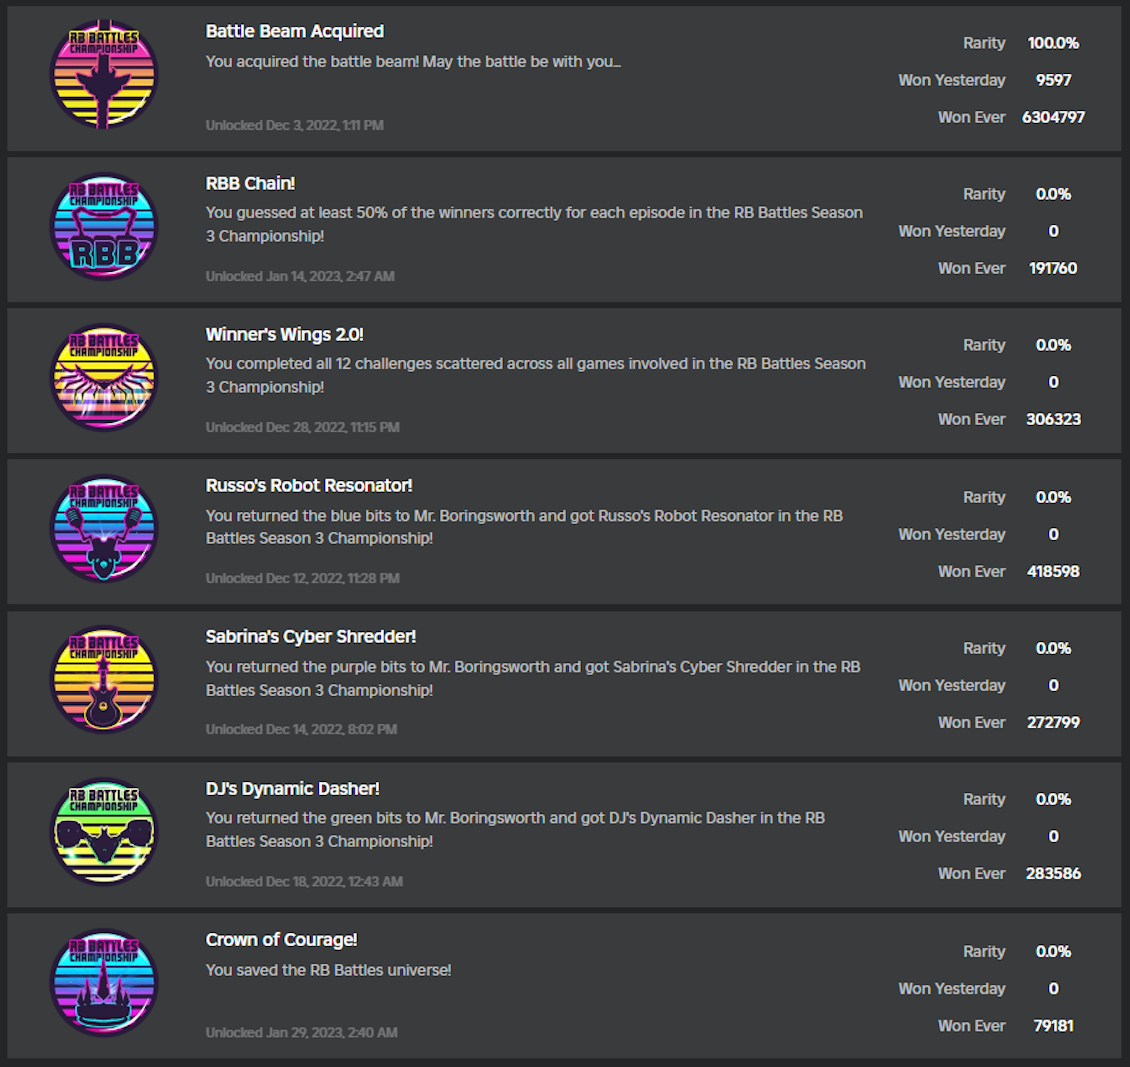 RB BATTLES
CHAMPIONSHIP
Battle Beam Acquired
You acquired the battle beam! May the battle be with you...
Unlocked Dec 3, 2022, 1:11 PM
Rarity 100.0%
Won Yesterday 9597
Won Ever 6304797
RB BATTLES
CHAMPIONSHIP
RBB
RBB Chain!
You guessed at least 50% of the winners correctly for each episode in the RB Battles Season
3 Championship!
Unlocked Jan 14, 2023, 2:47 AM
Rarity 0.0%
Won Yesterday 0
Won Ever 191760
RB BATTLES
CHAMPIONSHIP
Winner's Wings 2.0!
You completed all 12 challenges scattered across all games involved in the RB Battles Season
3 Championship!
Unlocked Dec 28, 2022, 11:15 PM
Rarity 0.0%
Won Yesterday 0
Won Ever 306323
RB BATTLES
CHAMPIONSHIP
Russo's Robot Resonator!
You returned the blue bits to Mr. Boringsworth and got Russo's Robot Resonator in the RB
Battles Season 3 Championship!
Unlocked Dec 12, 2022, 11:28 PM
Rarity 0.0%
Won Yesterday 0
Won Ever 418598
RB BATTLES
CHAMPIONSHIP
Sabrina's Cyber Shredder!
You returned the purple bits to Mr. Boringsworth and got Sabrina's Cyber Shredder in the RB
Battles Season 3 Championship!
Unlocked Dec 14, 2022, 8:02 PM
Rarity 0.0%
Won Yesterday 0
Won Ever 272799
RB BATTLES
CHAMPIONSHIP
DJ's Dynamic Dasher!
You returned the green bits to Mr. Boringsworth and got DJ's Dynamic Dasher in the RB
Battles Season 3 Championship!
Unlocked Dec 18, 2022, 12:43 AM
Rarity 0.0%
Won Yesterday 0
Won Ever 283586
RB BATTLES
CHAMPIONSHIP
Crown of Courage!
You saved the RB Battles universe!
Unlocked Jan 29, 2023, 2:40 AM
Rarity 0.0%
Won Yesterday 0
Won Ever 79181